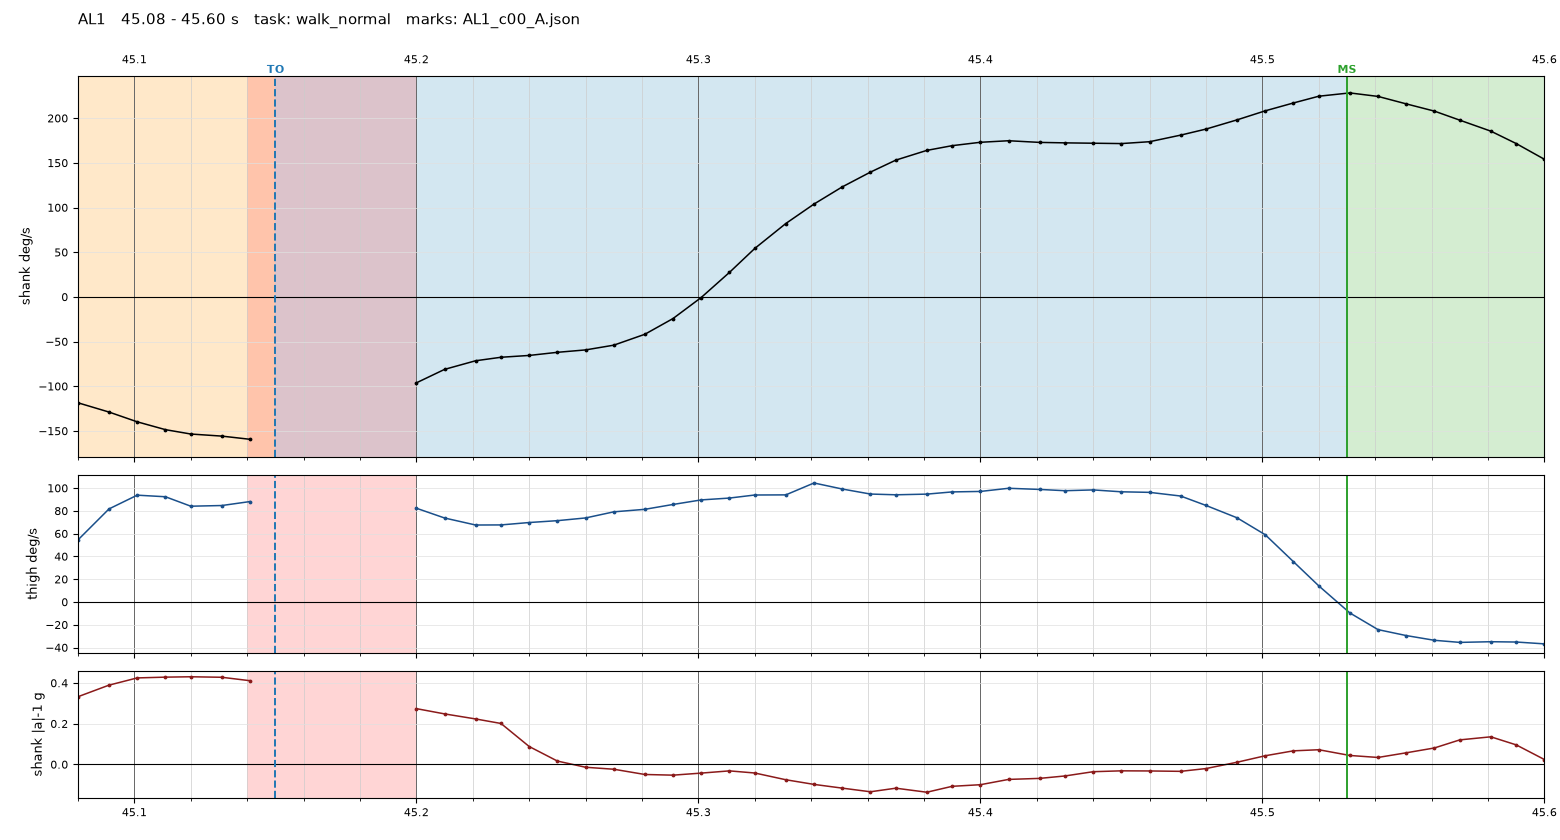 AL1   45.08 - 45.60 s   task: walk_normal   marks: AL1_c00_A.json
45.1 45.2 45.3 45.4 45.5 45.6
TO MS
shank deg/s
200
150
100
50
0
−50
−100
−150
thigh deg/s
100
80
60
40
20
0
−20
−40
shank |a|-1 g
0.4
0.2
0.0
45.1 45.2 45.3 45.4 45.5 45.6